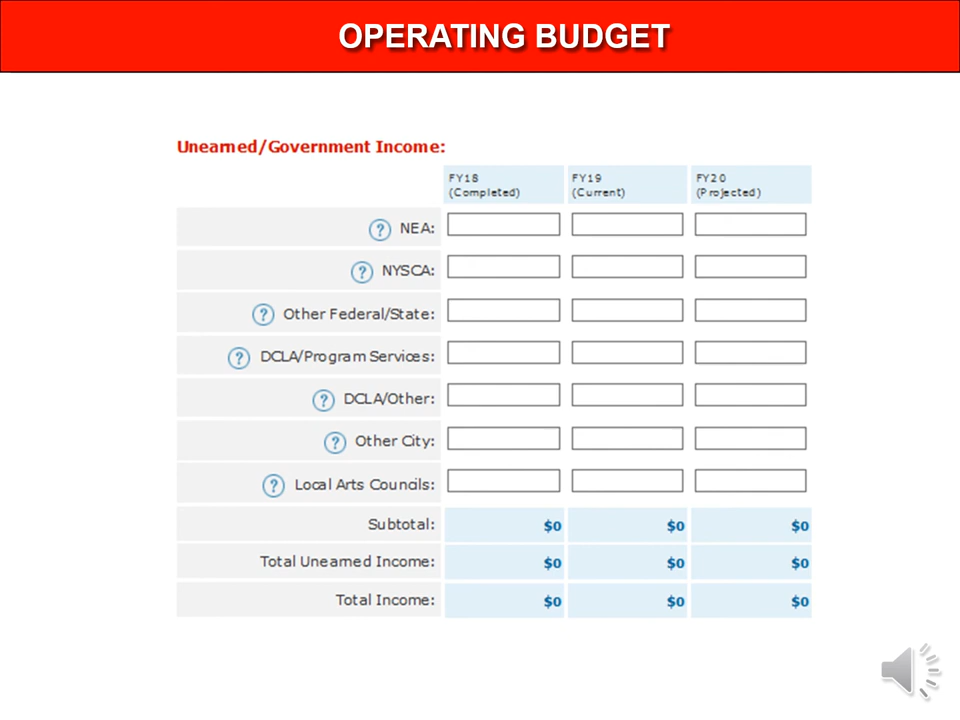 OPERATING BUDGET
Unearned/Government Income:
FY18 FY19 FY20
(Completed) (Current) (Projected)
? NEA:
? NYSCA:
? Other Federal/State:
? DCLA/Program Services:
? DCLA/Other:
? Other City:
? Local Arts Councils:
Subtotal: $0 $0 $0
Total Unearned Income: $0 $0 $0
Total Income: $0 $0 $0